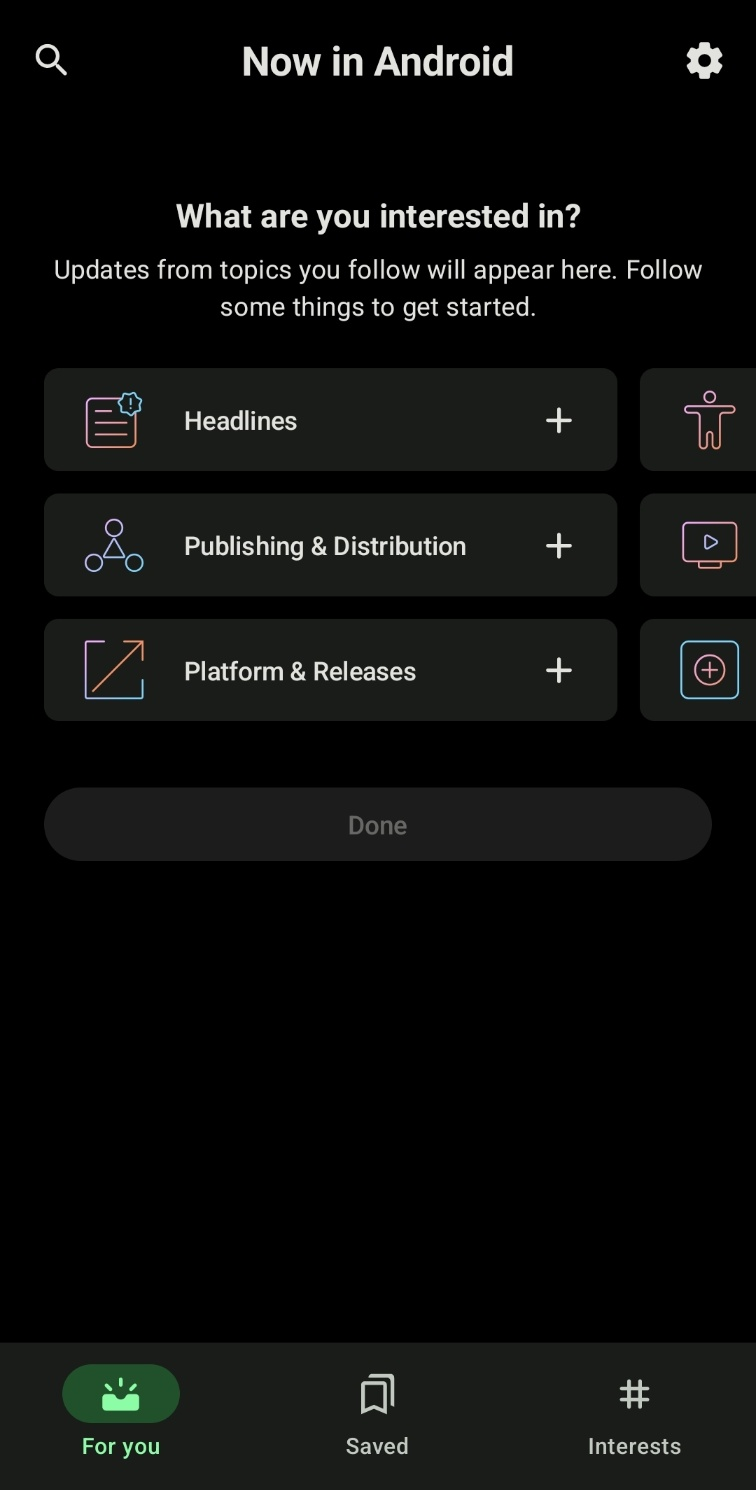 Now in Android
What are you interested in?
Updates from topics you follow will appear here. Follow
some things to get started.
Headlines
Publishing & Distribution
Platform & Releases
Done
For you
Saved
Interests